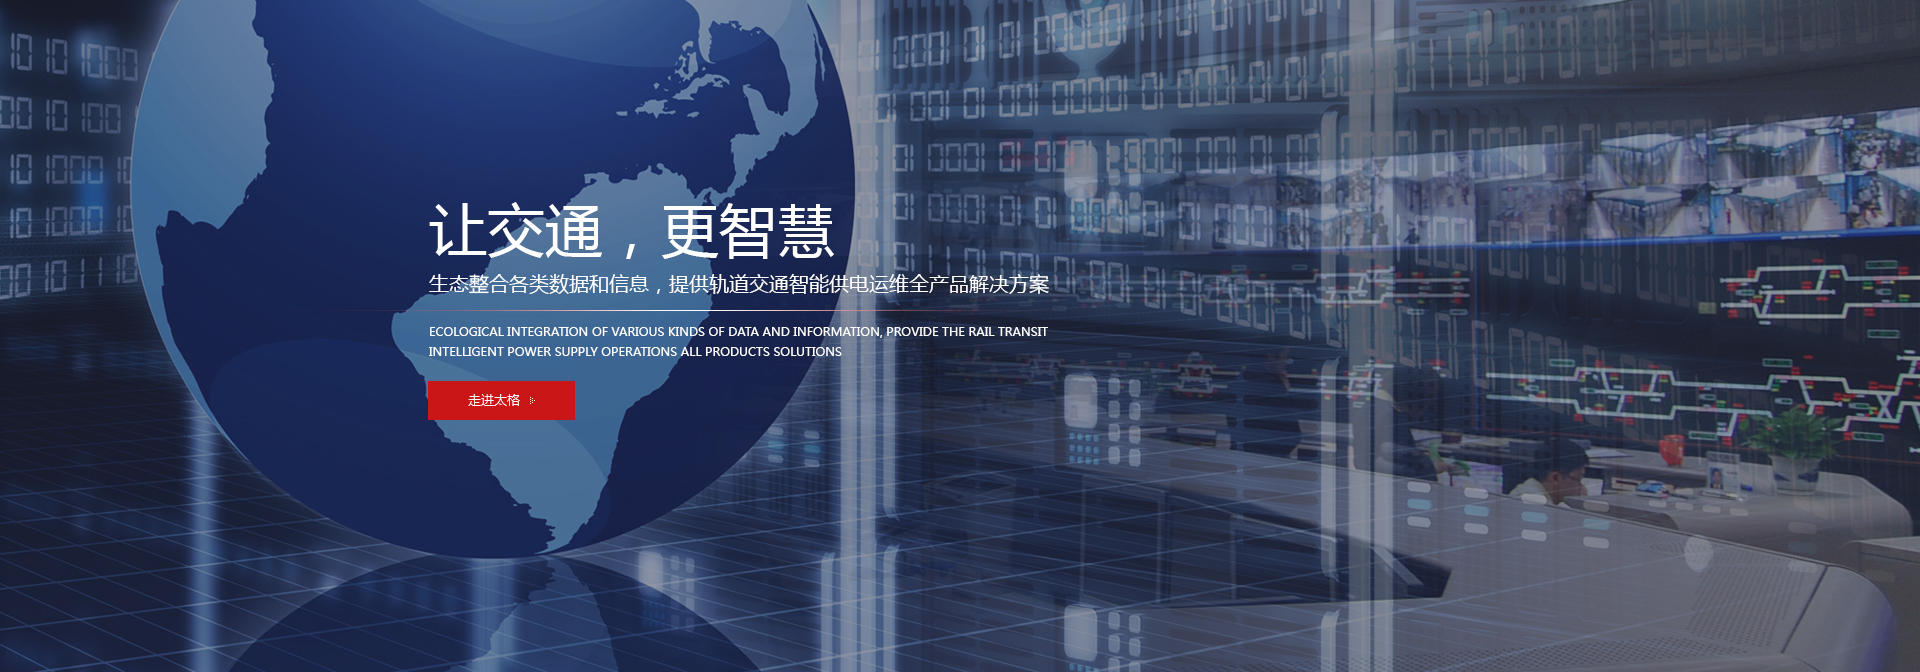 让交通，更智慧
生态整合各类数据和信息，提供轨道交通智能供电运维全产品解决方案
ECOLOGICAL INTEGRATION OF VARIOUS KINDS OF DATA AND INFORMATION, PROVIDE THE RAIL TRANSIT
INTELLIGENT POWER SUPPLY OPERATIONS ALL PRODUCTS SOLUTIONS
走进太格